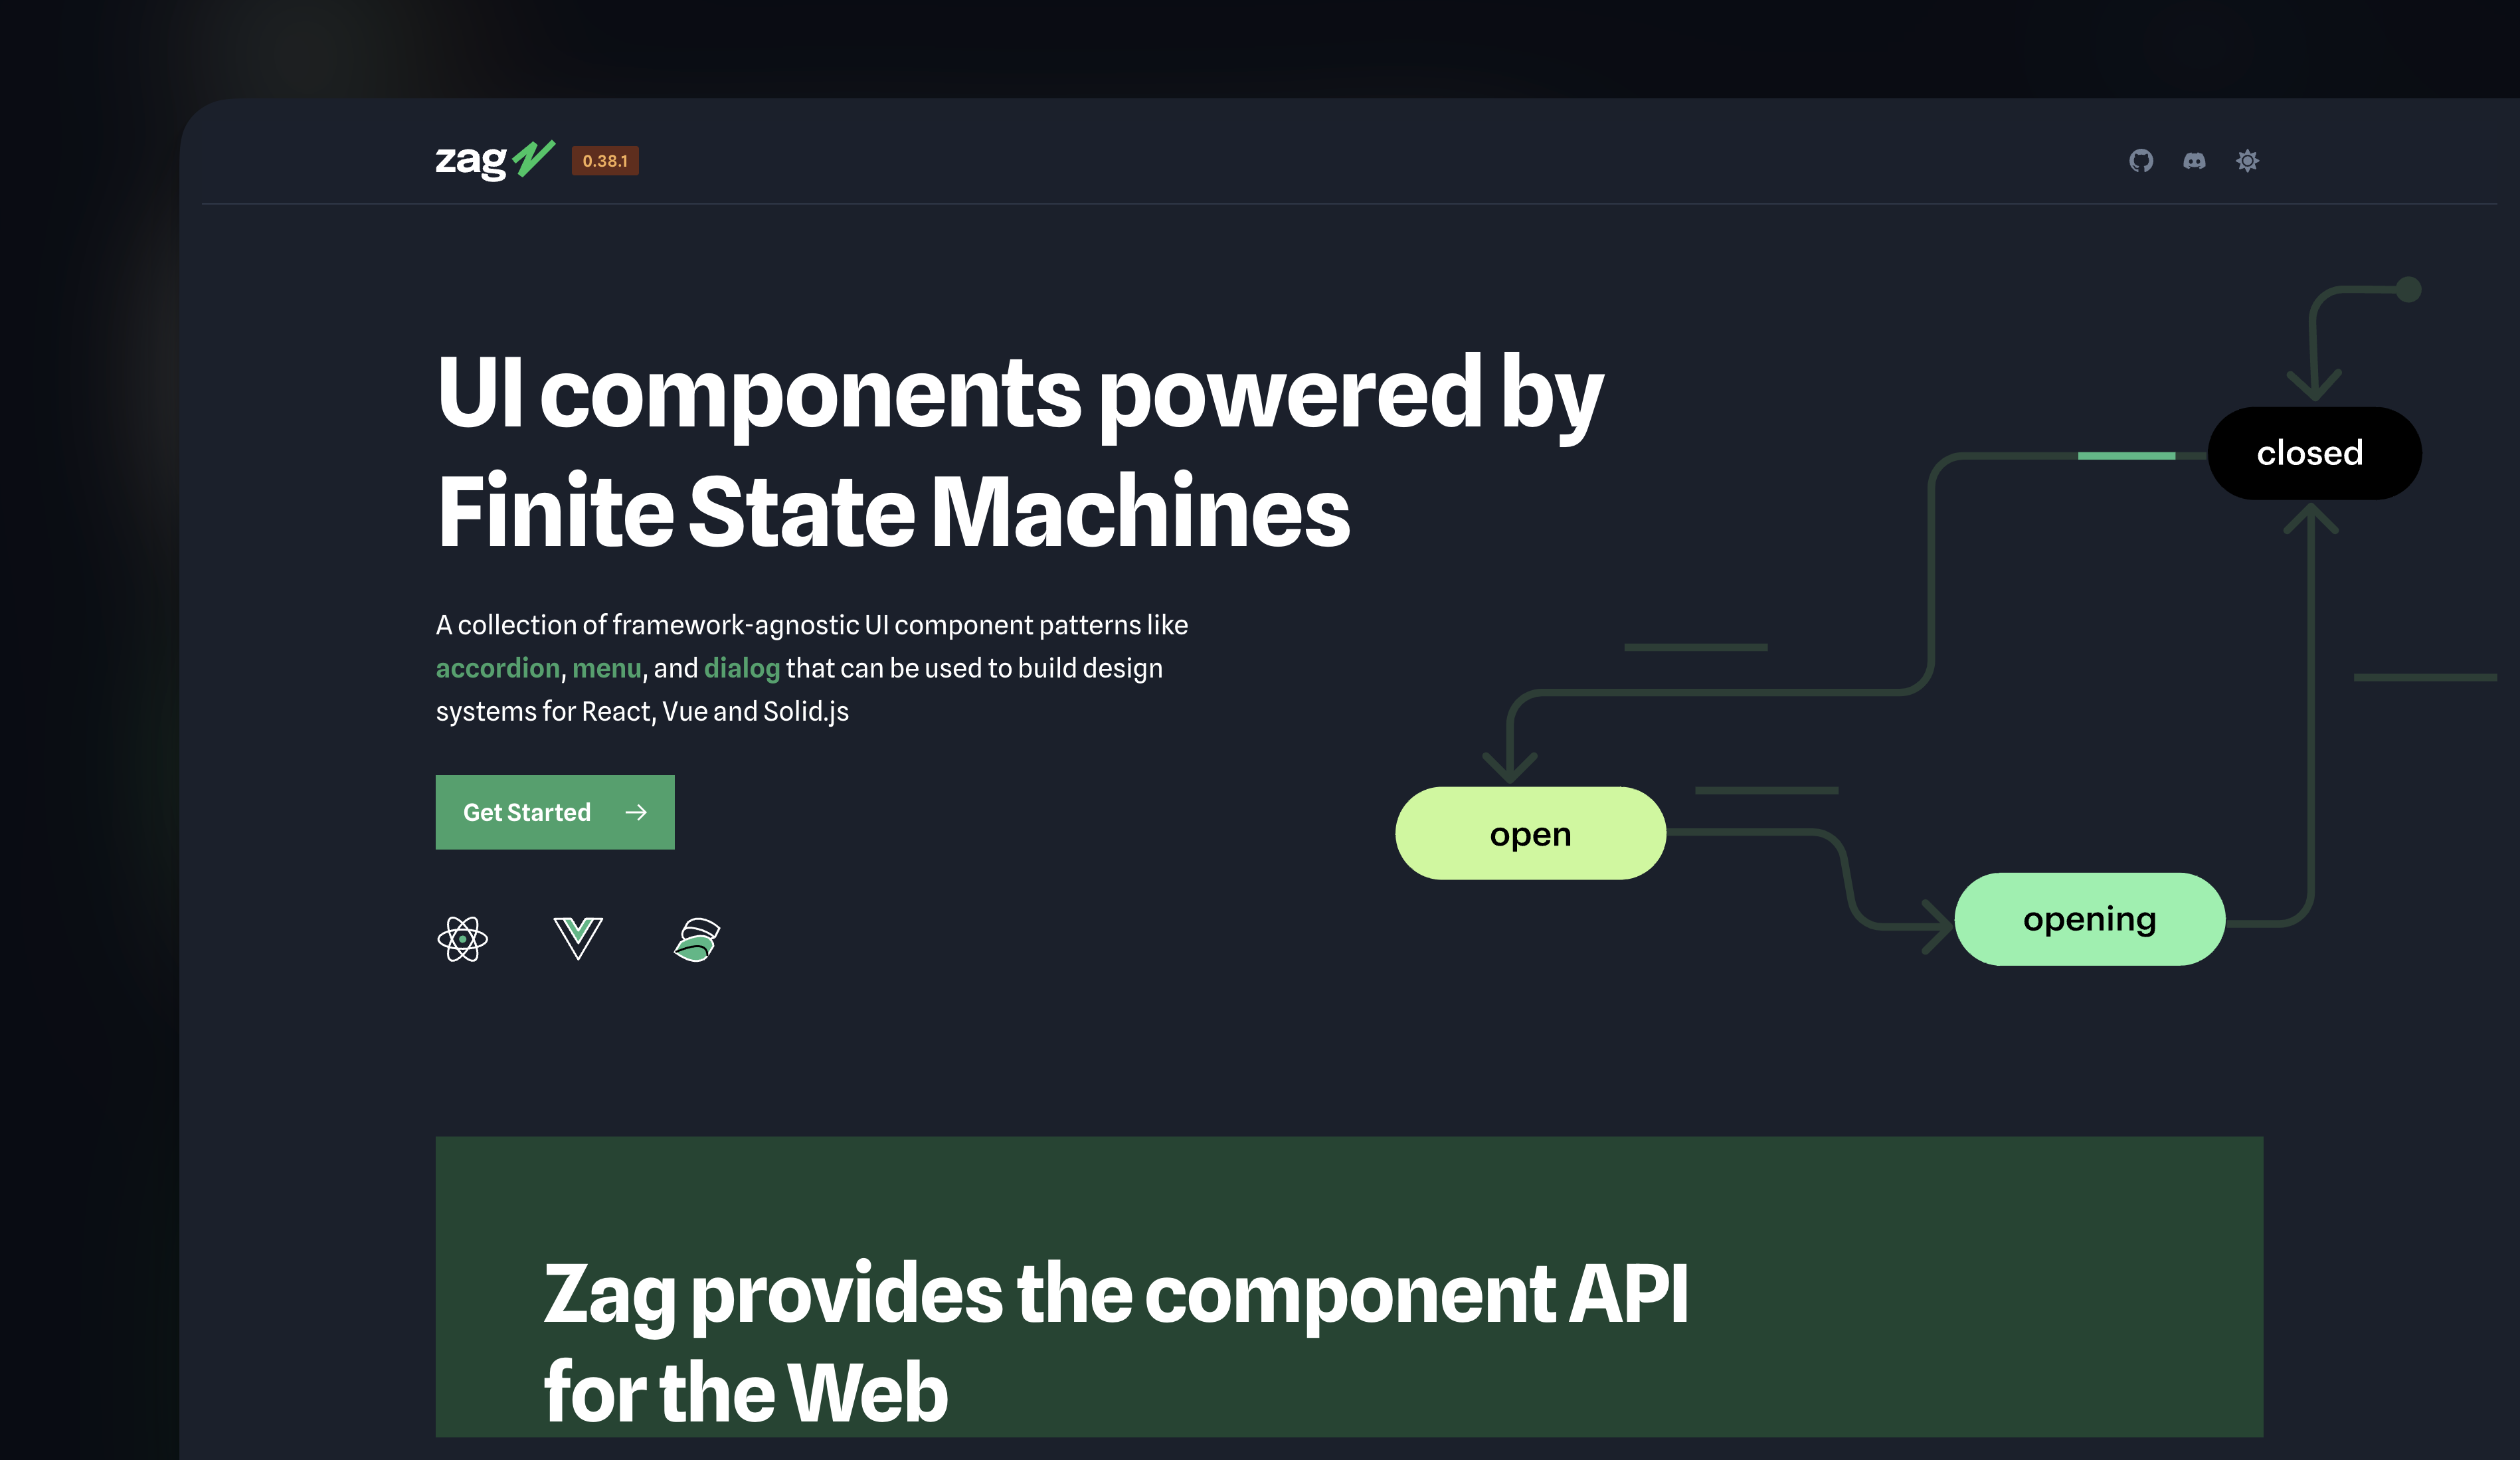 zag
0.38.1
UI components powered by
Finite State Machines
A collection of framework-agnostic UI component patterns like
accordion, menu, and dialog that can be used to build design
systems for React, Vue and Solid.js
Get Started
closed
open
opening
Zag provides the component API
for the Web